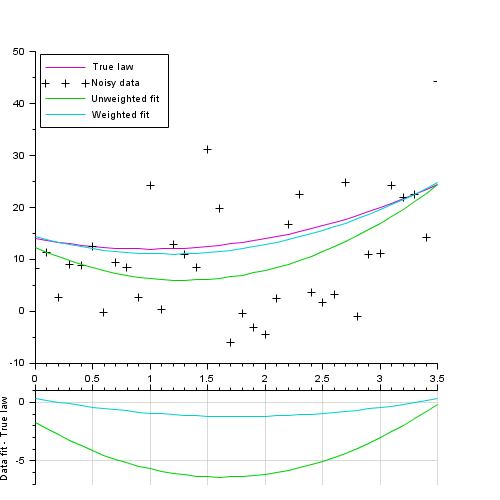 50
True law
Noisy data
Unweighted fit
Weighted fit
40
30
20
10
0
-10
0 0.5 1 1.5 2 2.5 3 3.5
0
-5
Data fit - True law